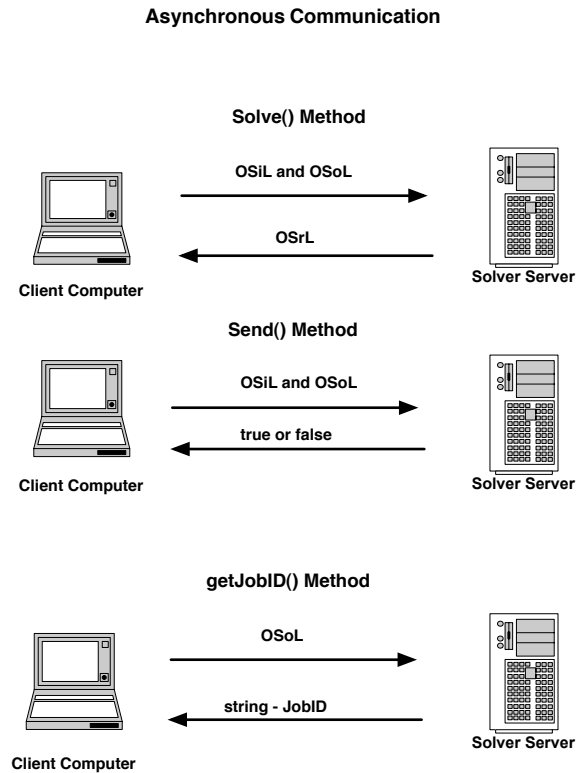 Asynchronous Communication
Solve() Method
OSiL and OSoL
OSrL
Client Computer
Solver Server
Send() Method
OSiL and OSoL
true or false
Client Computer
Solver Server
getJobID() Method
OSoL
string - JobID
Client Computer
Solver Server